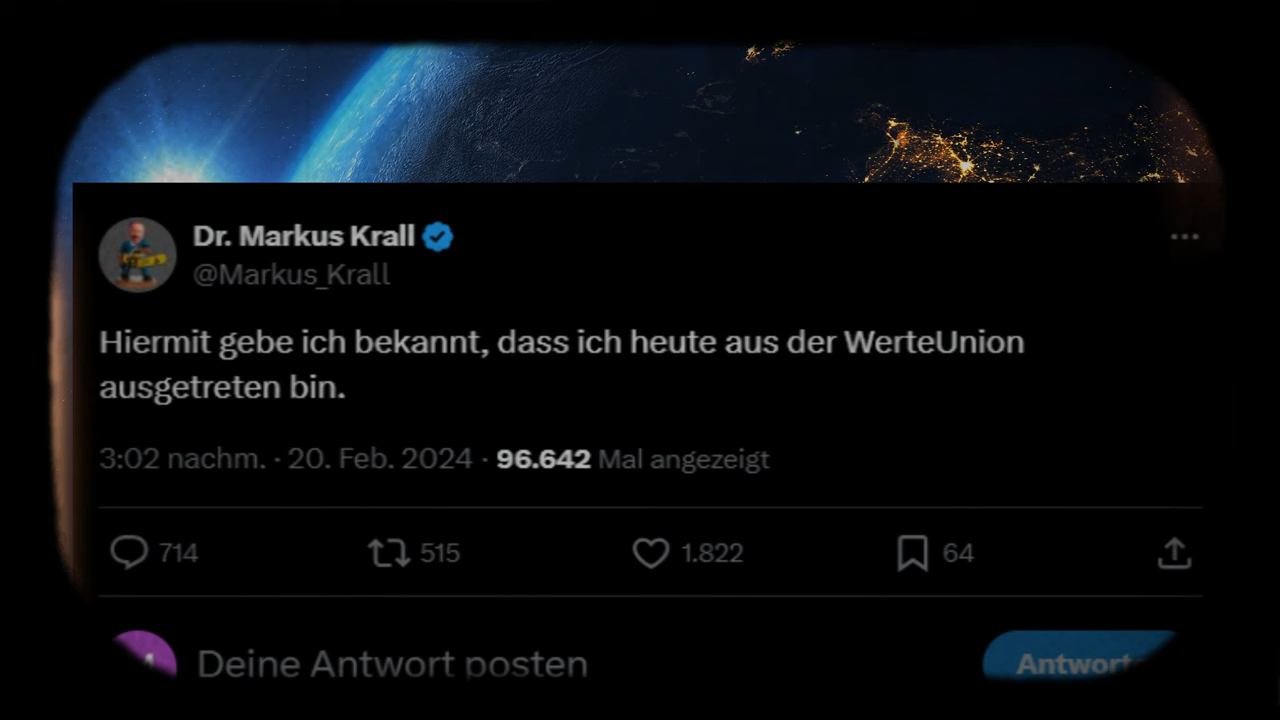 Dr. Markus Krall
@Markus_Krall
Hiermit gebe ich bekannt, dass ich heute aus der WerteUnion
ausgetreten bin.
3:02 nachm. · 20. Feb. 2024 · 96.642 Mal angezeigt
714 515 1.822 64
Deine Antwort posten